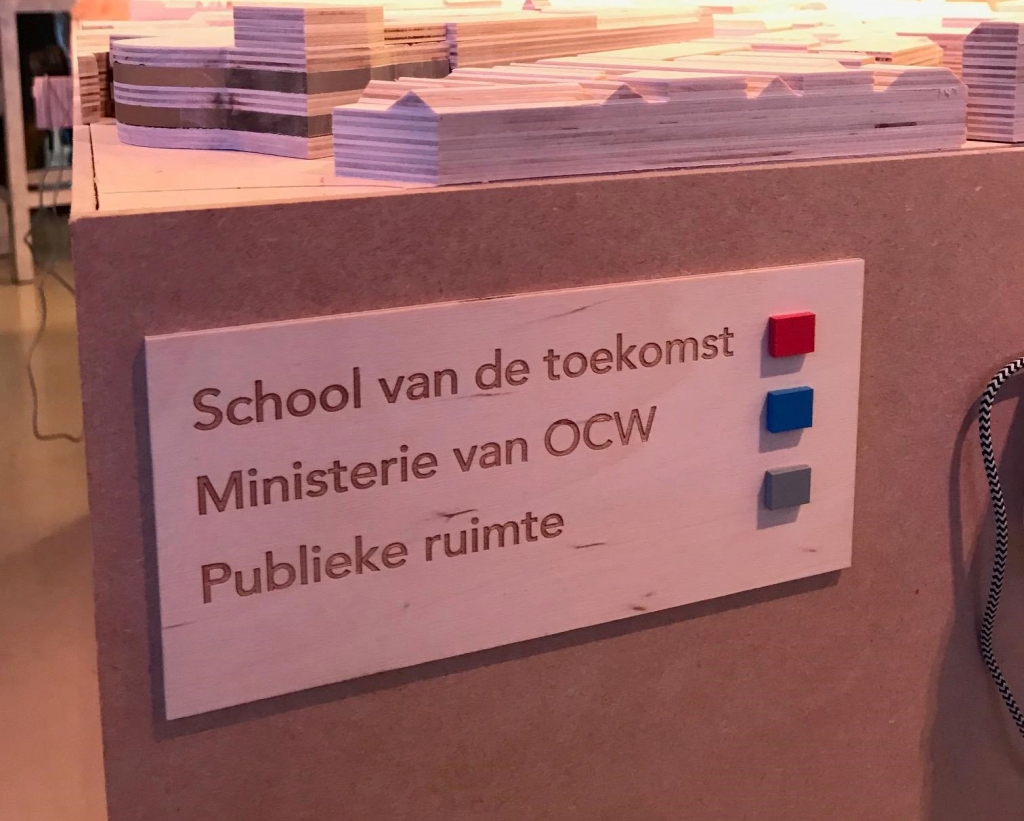 School van de toekomst
Ministerie van OCW
Publieke ruimte